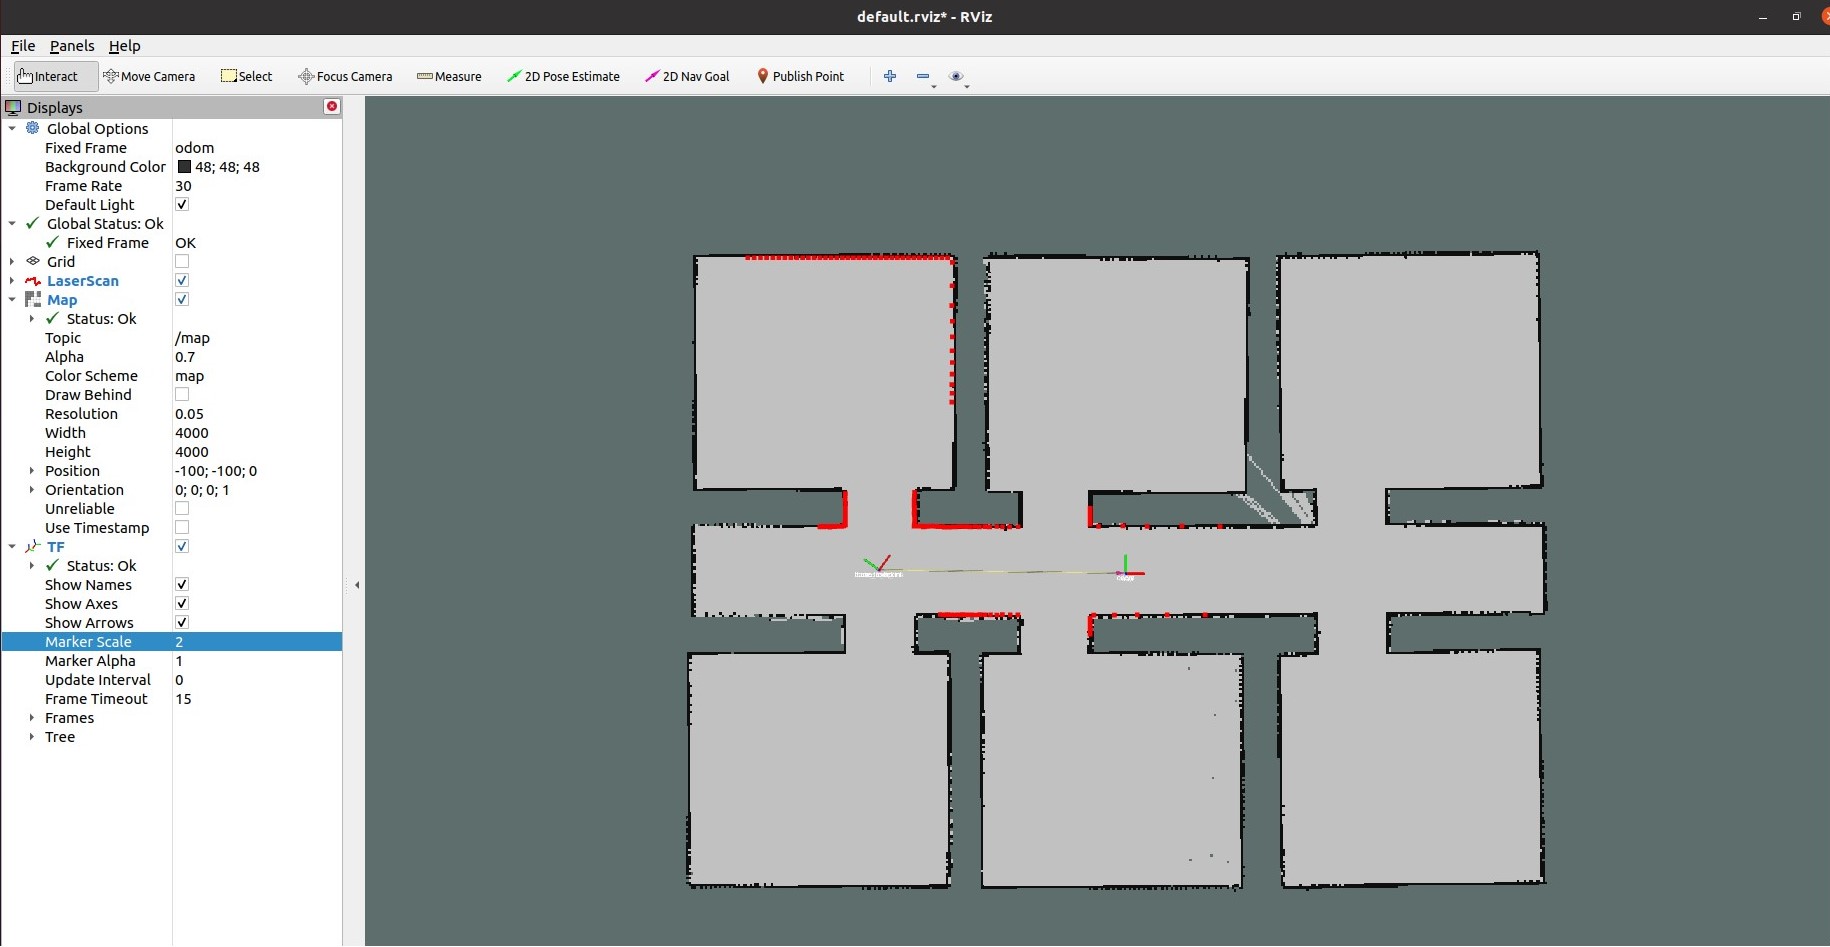 default.rviz* - RViz
File Panels Help
Interact Move Camera Select Focus Camera Measure 2D Pose Estimate 2D Nav Goal Publish Point
Displays
Global Options
Fixed Frame odom
Background Color 48; 48; 48
Frame Rate 30
Default Light
Global Status: Ok
Fixed Frame OK
Grid
LaserScan
Map
Status: Ok
Topic /map
Alpha 0.7
Color Scheme map
Draw Behind
Resolution 0.05
Width 4000
Height 4000
Position -100; -100; 0
Orientation 0; 0; 0; 1
Unreliable
Use Timestamp
TF
Status: Ok
Show Names
Show Axes
Show Arrows
Marker Scale 2
Marker Alpha 1
Update Interval 0
Frame Timeout 15
Frames
Tree